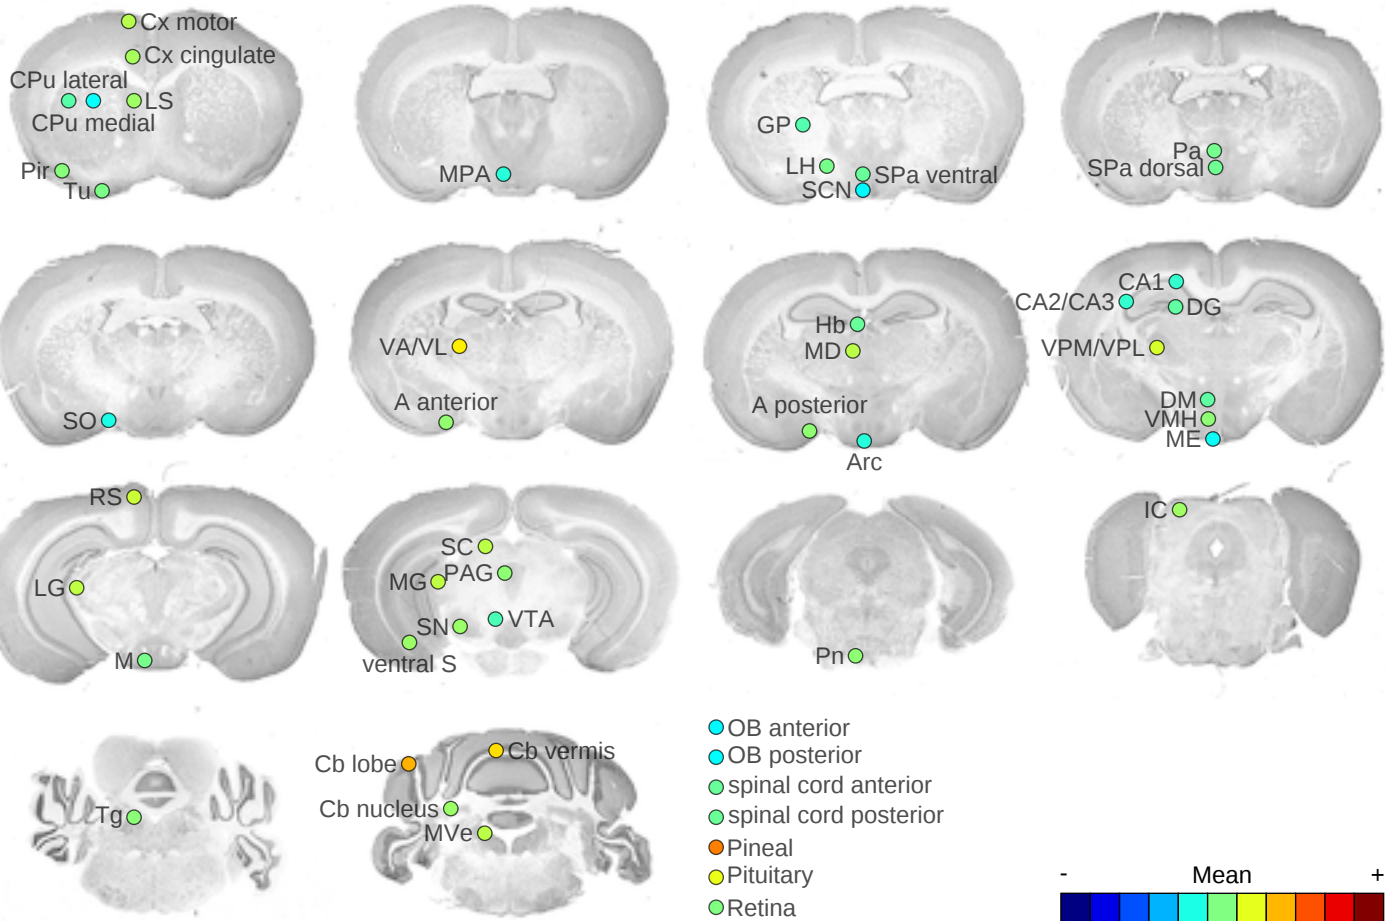 Cx motor
Cx cingulate
CPu lateral
LS
CPu medial
Pir
Tu
MPA
GP
LH
SPa ventral
SCN
Pa
SPa dorsal
SO
VA/VL
A anterior
Hb
MD
A posterior
Arc
CA1
CA2/CA3
DG
VPM/VPL
DM
VMH
ME
RS
LG
M
SC
MG
PAG
SN
VTA
ventral S
Pn
IC
Tg
Cb lobe
Cb vermis
Cb nucleus
MVe
OB anterior
OB posterior
spinal cord anterior
spinal cord posterior
Pineal
Pituitary
Retina
- Mean +